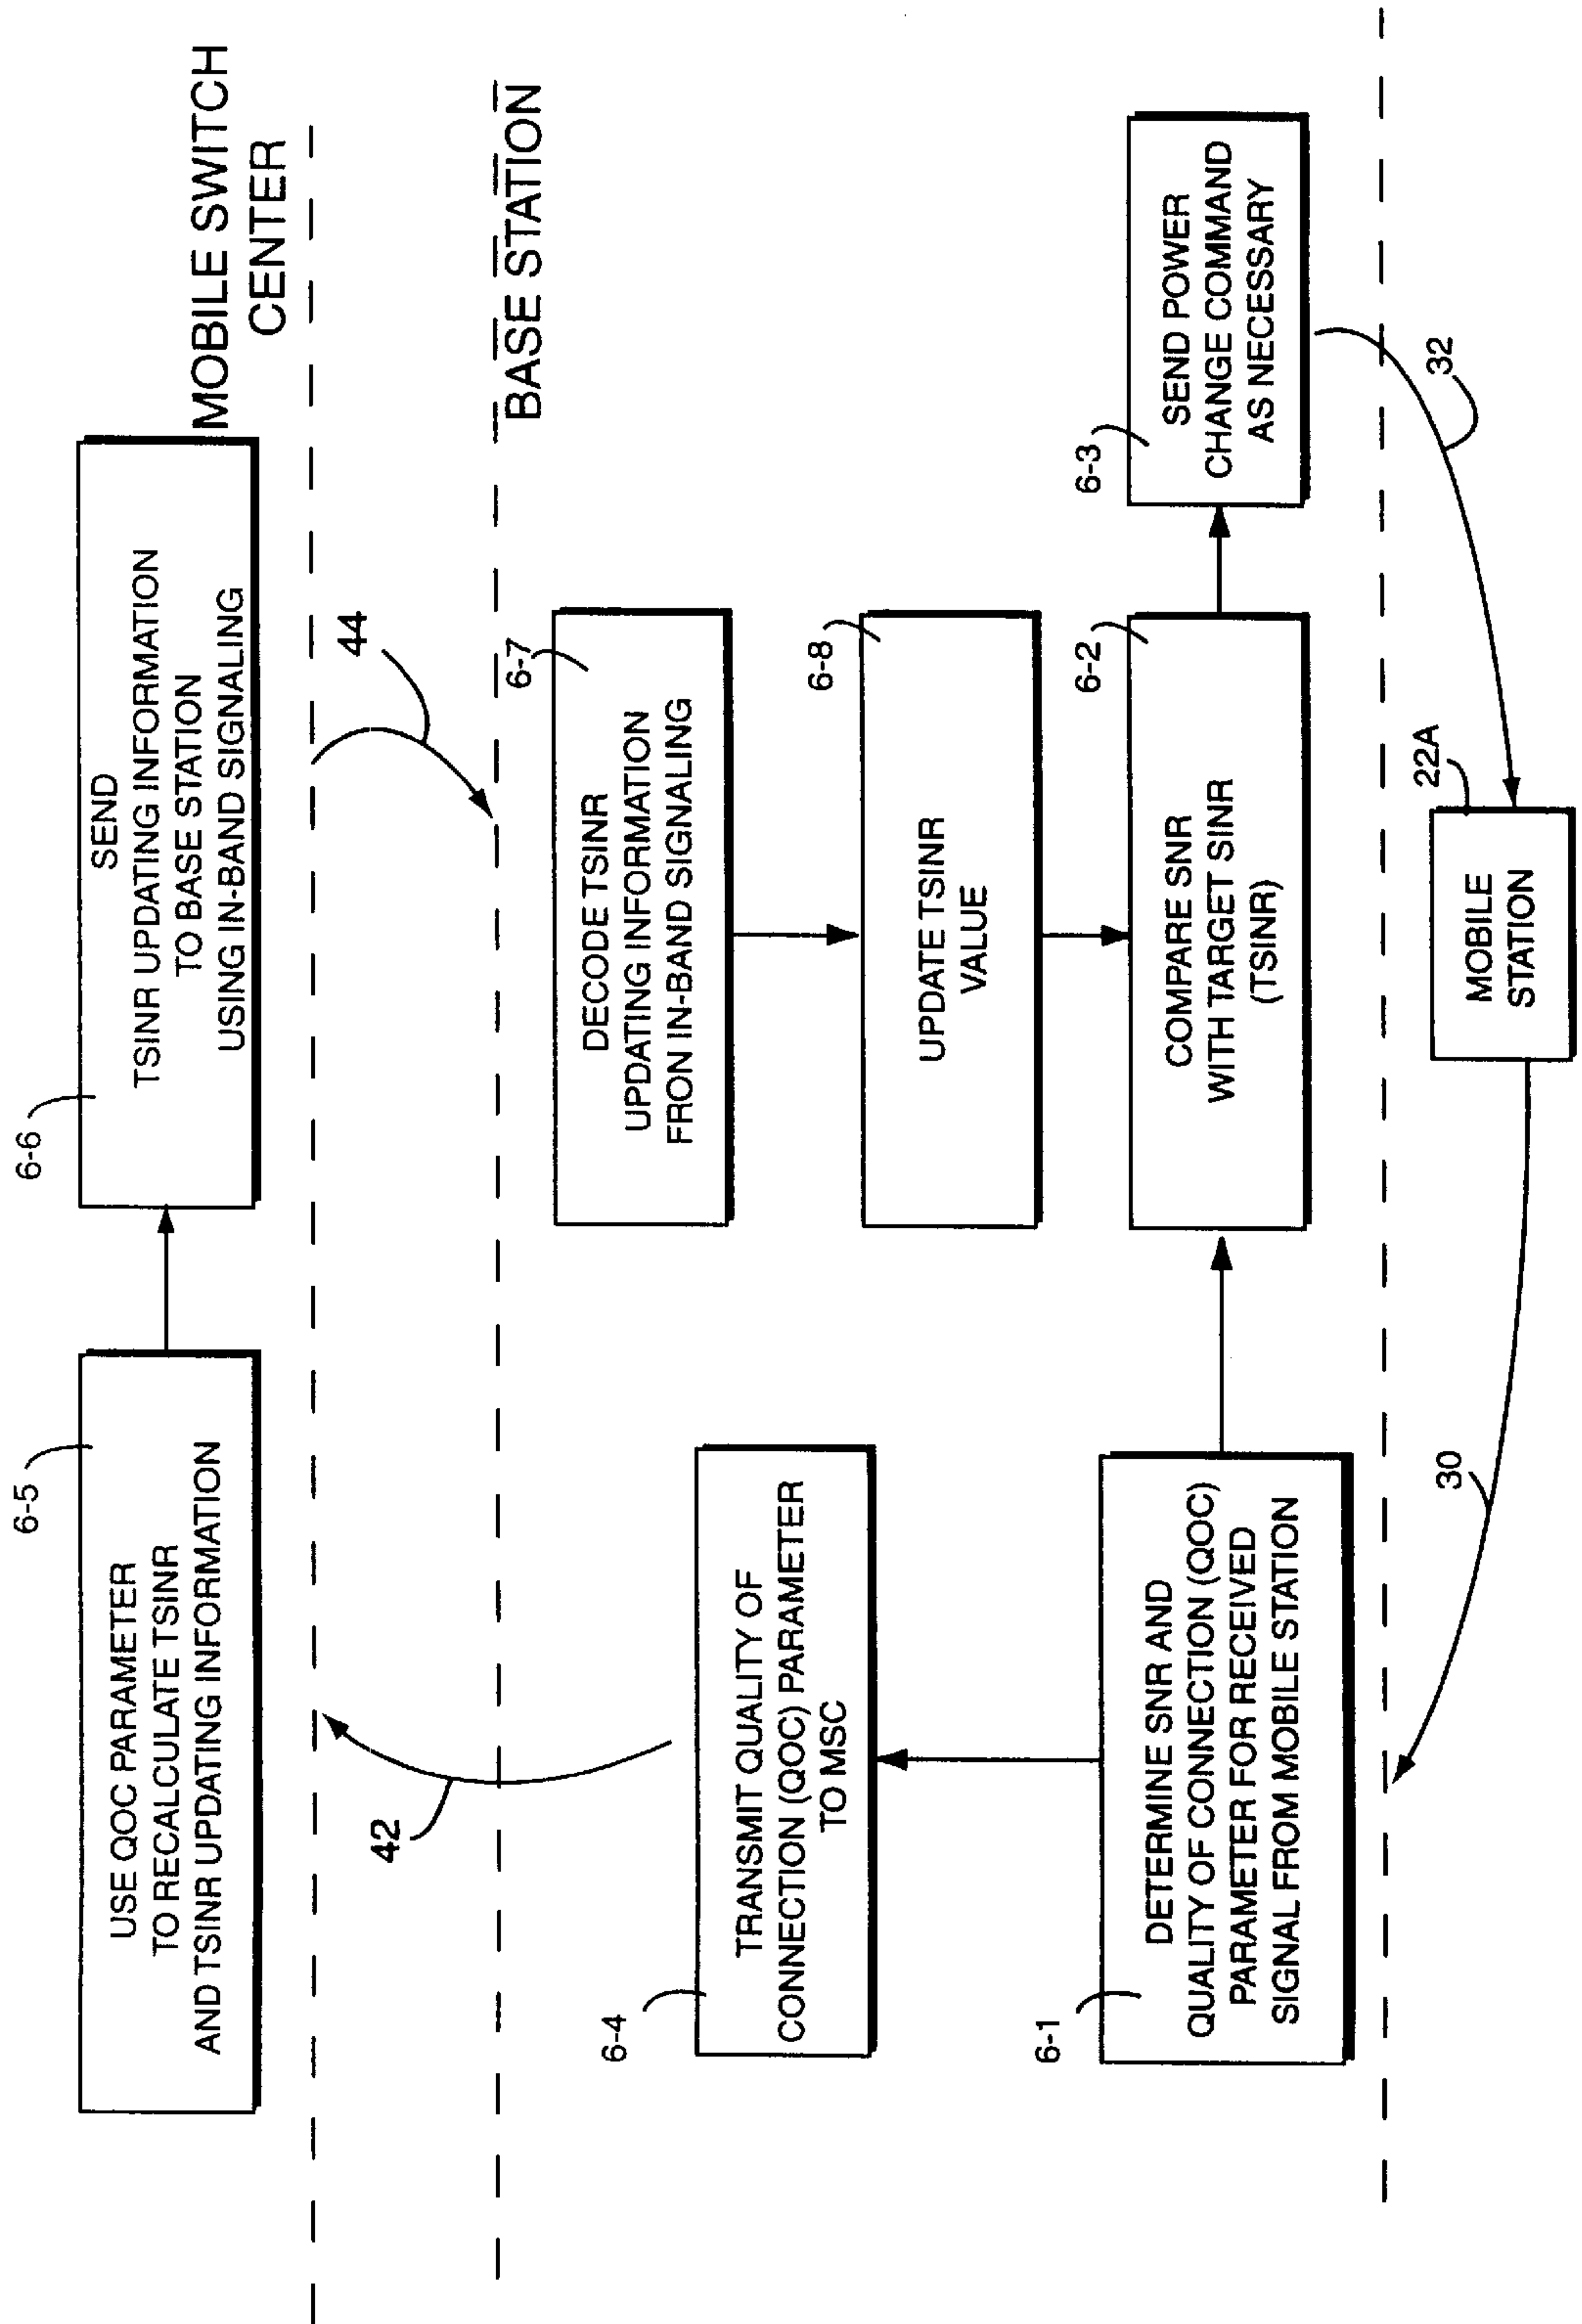 6-5
USE QOC PARAMETER
TO RECALCULATE TSINR
AND TSINR UPDATING INFORMATION
6-6
SEND
TSINR UPDATING INFORMATION
TO BASE STATION
USING IN-BAND SIGNALING
MOBILE SWITCH
CENTER
42
44
BASE STATION
6-4
TRANSMIT QUALITY OF
CONNECTION (QOC) PARAMETER
TO MSC
6-7
DECODE TSINR
UPDATING INFORMATION
FRON IN-BAND SIGNALING
6-8
UPDATE TSINR
VALUE
6-1
DETERMINE SNR AND
QUALITY OF CONNECTION (QOC)
PARAMETER FOR RECEIVED
SIGNAL FROM MOBILE STATION
6-2
COMPARE SNR
WITH TARGET SINR
(TSINR)
6-3
SEND POWER
CHANGE COMMAND
AS NECESSARY
30
22A
MOBILE
STATION
32